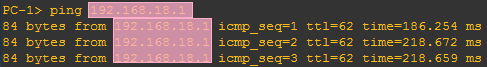 PC-1> ping 192.168.18.1
84 bytes from 192.168.18.1 icmp_seq=1 ttl=62 time=186.254 ms
84 bytes from 192.168.18.1 icmp_seq=2 ttl=62 time=218.672 ms
84 bytes from 192.168.18.1 icmp_seq=3 ttl=62 time=218.659 ms